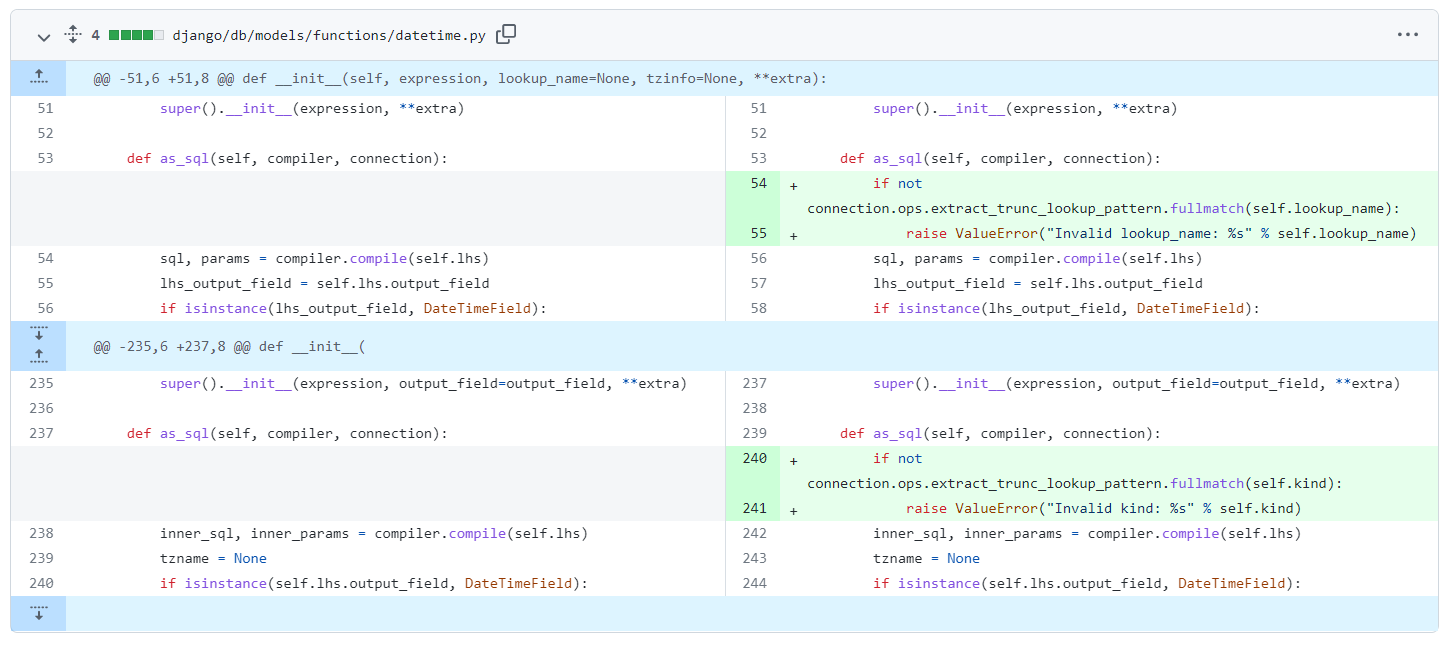 4 django/db/models/functions/datetime.py
@@ -51,6 +51,8 @@ def __init__(self, expression, lookup_name=None, tzinfo=None, **extra):
51 super().__init__(expression, **extra) 51 super().__init__(expression, **extra)
52 52
53 def as_sql(self, compiler, connection): 53 def as_sql(self, compiler, connection):
54 + if not
connection.ops.extract_trunc_lookup_pattern.fullmatch(self.lookup_name):
55 + raise ValueError("Invalid lookup_name: %s" % self.lookup_name)
54 sql, params = compiler.compile(self.lhs) 56 sql, params = compiler.compile(self.lhs)
55 lhs_output_field = self.lhs.output_field 57 lhs_output_field = self.lhs.output_field
56 if isinstance(lhs_output_field, DateTimeField): 58 if isinstance(lhs_output_field, DateTimeField):
@@ -235,6 +237,8 @@ def __init__(
235 super().__init__(expression, output_field=output_field, **extra) 237 super().__init__(expression, output_field=output_field, **extra)
236 238
237 def as_sql(self, compiler, connection): 239 def as_sql(self, compiler, connection):
240 + if not
connection.ops.extract_trunc_lookup_pattern.fullmatch(self.kind):
241 + raise ValueError("Invalid kind: %s" % self.kind)
238 inner_sql, inner_params = compiler.compile(self.lhs) 242 inner_sql, inner_params = compiler.compile(self.lhs)
239 tzname = None 243 tzname = None
240 if isinstance(self.lhs.output_field, DateTimeField): 244 if isinstance(self.lhs.output_field, DateTimeField):